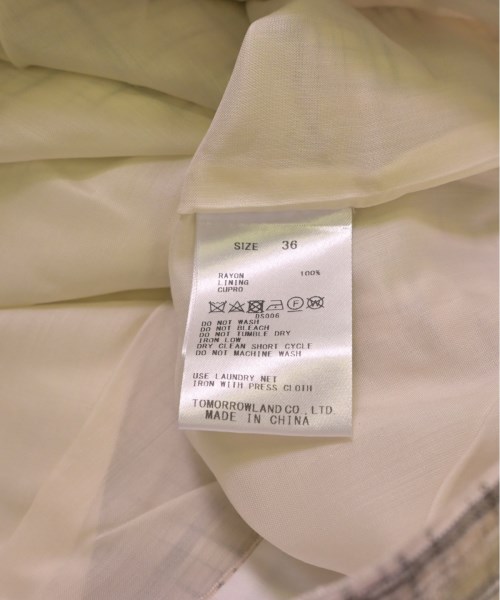 SIZE 36
RAYON 100%
LINING
CUPRO
F W
05006
DO NOT WASH
DO NOT BLEACH
DO NOT TUMBLE DRY
IRON LOW
DRY CLEAN SHORT CYCLE
DO NOT MACHINE WASH
USE LAUNDRY NET
IRON WITH PRESS CLOTH
TOMORROWLAND CO., LTD.
MADE IN CHINA